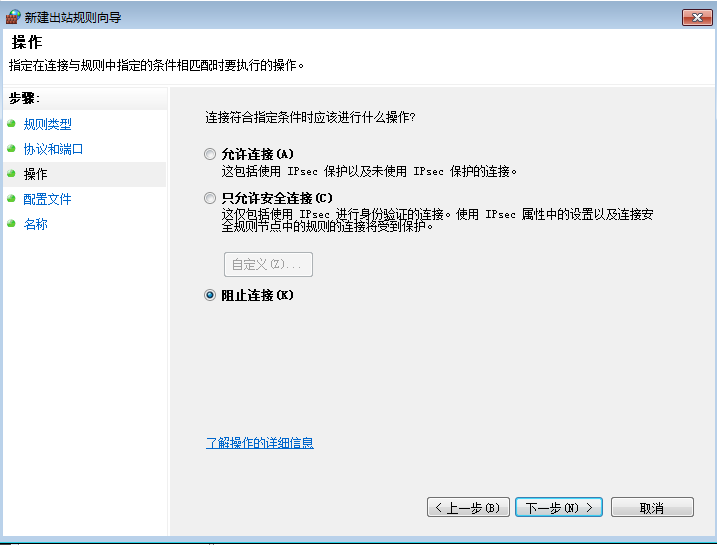 新建出站规则向导
操作
指定在连接与规则中指定的条件相匹配时要执行的操作。
步骤:
规则类型
协议和端口
操作
配置文件
名称
连接符合指定条件时应该进行什么操作?
允许连接(A)
这包括使用 IPsec 保护以及未使用 IPsec 保护的连接。
只允许安全连接(C)
这仅包括使用 IPsec 进行身份验证的连接。使用 IPsec 属性中的设置以及连接安
全规则节点中的规则的连接将受到保护。
自定义(Z)...
阻止连接(K)
了解操作的详细信息
< 上一步(B)
下一步(N) >
取消